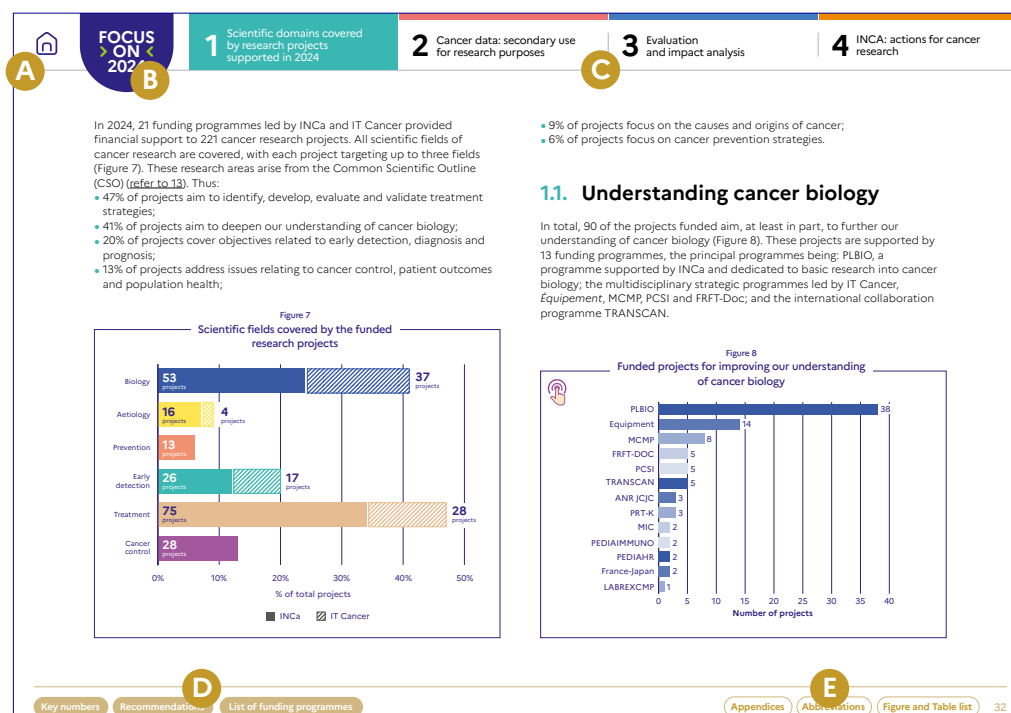 FOCUS
> ON <
2024
1 Scientific domains covered
by research projects
supported in 2024
2 Cancer data: secondary use
for research purposes
3 Evaluation
and impact analysis
4 INCA: actions for cancer
research
A
B
C
In 2024, 21 funding programmes led by INCa and IT Cancer provided
financial support to 221 cancer research projects. All scientific fields of
cancer research are covered, with each project targeting up to three fields
(Figure 7). These research areas arise from the Common Scientific Outline
(CSO) (refer to 13). Thus:
• 47% of projects aim to identify, develop, evaluate and validate treatment
strategies;
• 41% of projects aim to deepen our understanding of cancer biology;
• 20% of projects cover objectives related to early detection, diagnosis and
prognosis;
• 13% of projects address issues relating to cancer control, patient outcomes
and population health;
Figure 7
Scientific fields covered by the funded
research projects
Biology 53 projects 37 projects
Aetiology 16 projects 4 projects
Prevention 13 projects
Early detection 26 projects 17 projects
Treatment 75 projects 28 projects
Cancer control 28 projects
0% 10% 20% 30% 40% 50%
% of total projects
INCa IT Cancer
• 9% of projects focus on the causes and origins of cancer;
• 6% of projects focus on cancer prevention strategies.
1.1. Understanding cancer biology
In total, 90 of the projects funded aim, at least in part, to further our
understanding of cancer biology (Figure 8). These projects are supported by
13 funding programmes, the principal programmes being: PLBIO, a
programme supported by INCa and dedicated to basic research into cancer
biology; the multidisciplinary strategic programmes led by IT Cancer,
Équipement, MCMP, PCSI and FRFT-Doc; and the international collaboration
programme TRANSCAN.
Figure 8
Funded projects for improving our understanding
of cancer biology
PLBIO 38
Equipment 14
MCMP 8
FRFT-DOC 5
PCSI 5
TRANSCAN 5
ANR JCJC 3
PRT-K 3
MIC 2
PEDIAIMMUNO 2
PEDIAHR 2
France-Japan 2
LABREXCMP 1
0 5 10 15 20 25 30 35 40
Number of projects
D
E
Key numbers Recommendations List of funding programmes
Appendices Abbreviations Figure and Table list 32